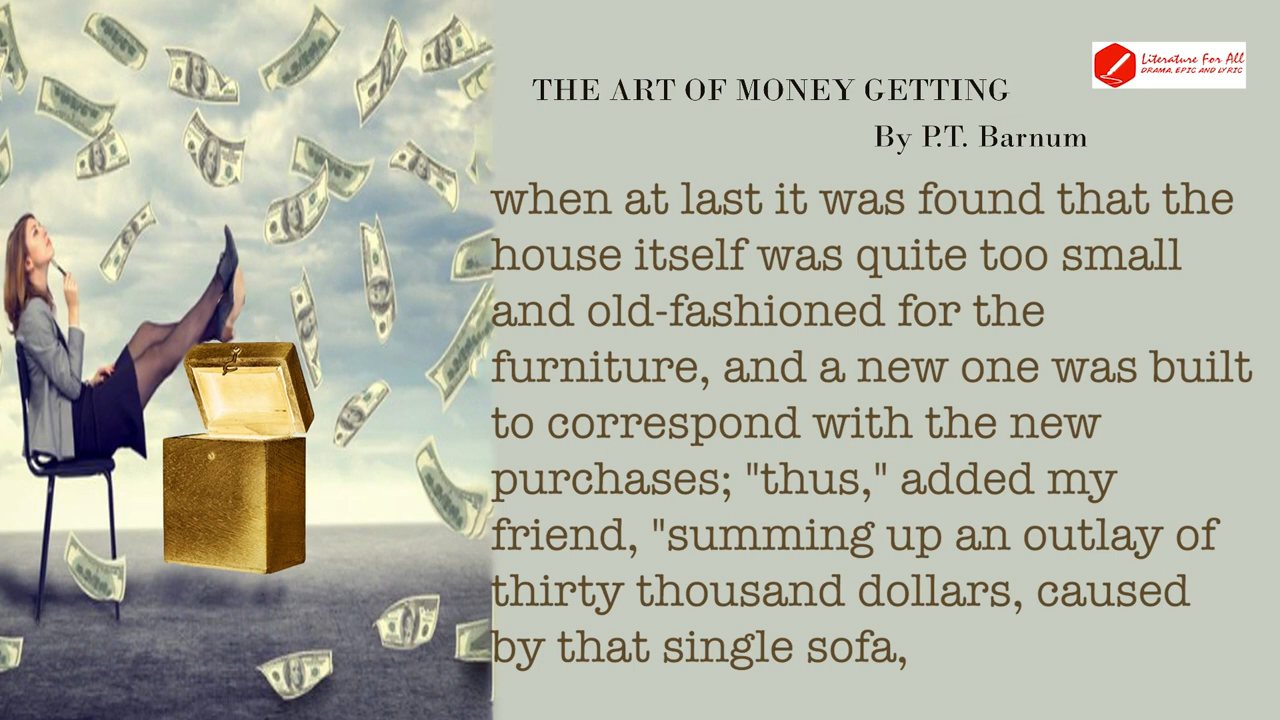 Literature For All
DRAMA, EPIC AND LYRIC
THE ART OF MONEY GETTING
By P.T. Barnum
when at last it was found that the
house itself was quite too small
and old-fashioned for the
furniture, and a new one was built
to correspond with the new
purchases; "thus," added my
friend, "summing up an outlay of
thirty thousand dollars, caused
by that single sofa,